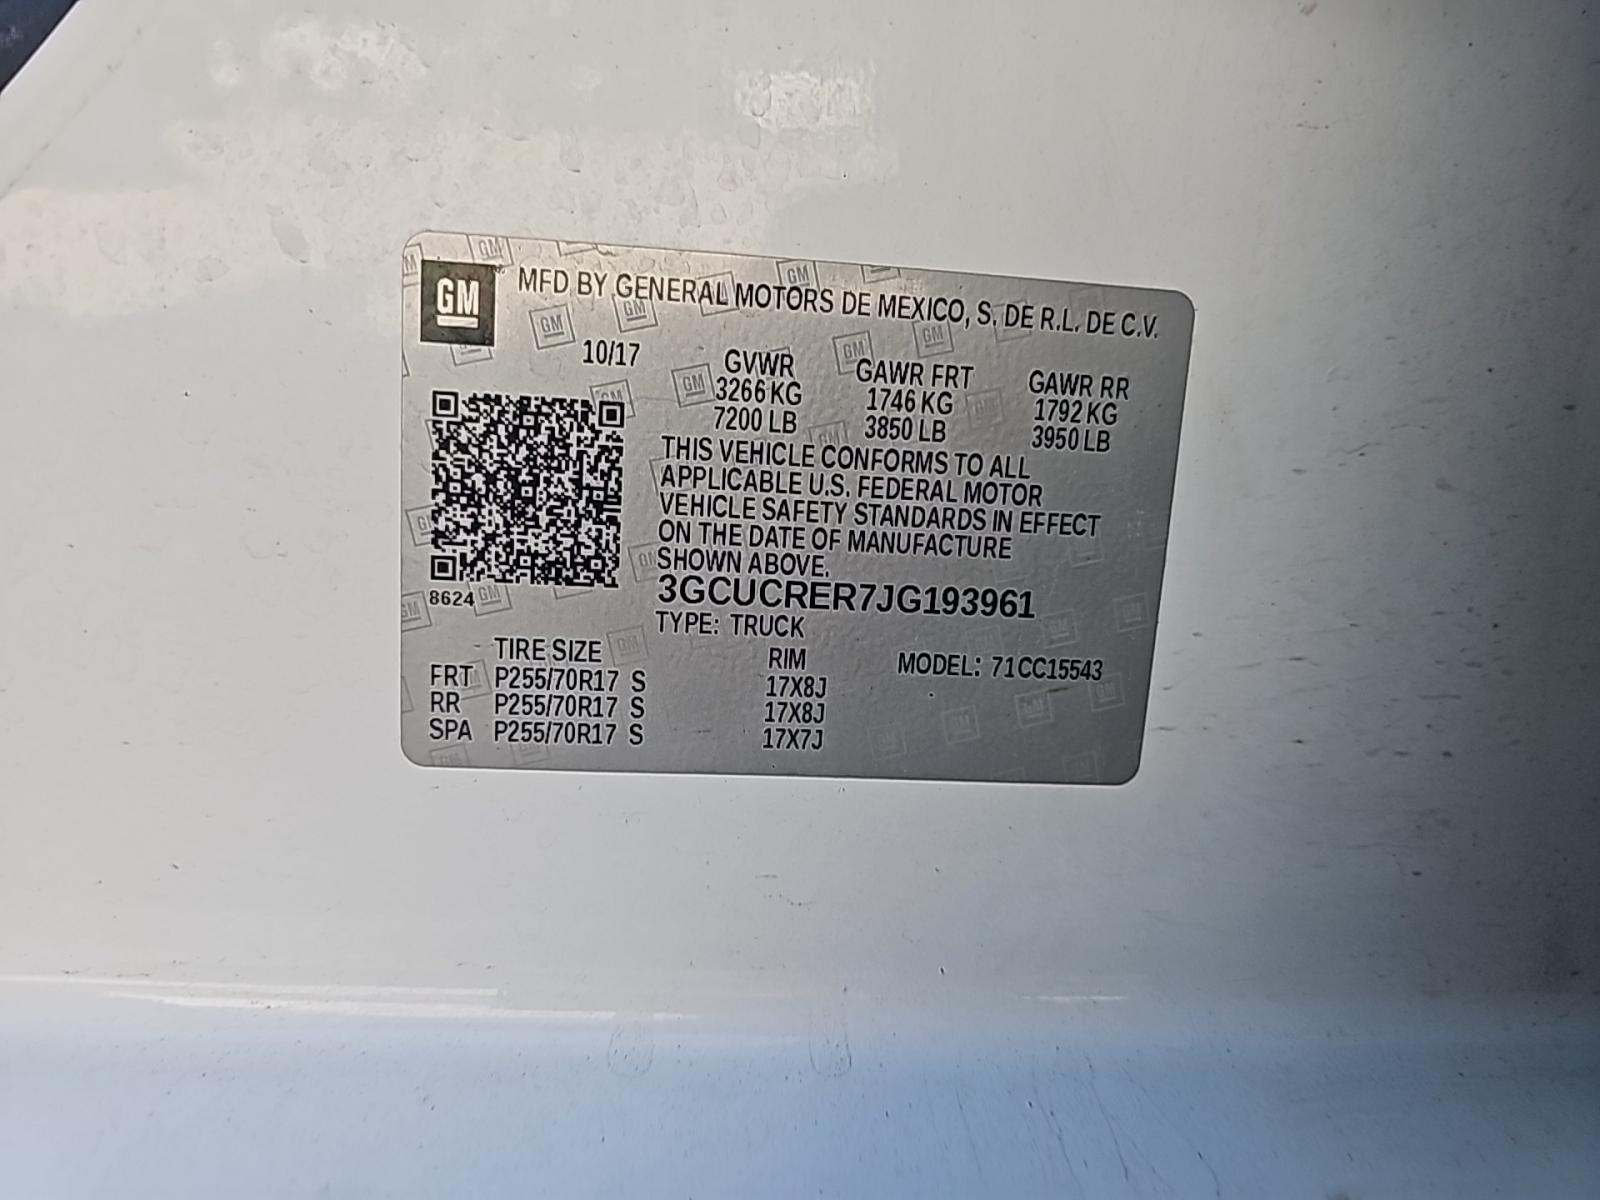 GM
MFD BY GENERAL MOTORS DE MEXICO, S. DE R.L. DE C.V.
10/17
GVWR GAWR FRT GAWR RR
3266 KG 1746 KG 1792 KG
7200 LB 3850 LB 3950 LB
THIS VEHICLE CONFORMS TO ALL
APPLICABLE U.S. FEDERAL MOTOR
VEHICLE SAFETY STANDARDS IN EFFECT
ON THE DATE OF MANUFACTURE
SHOWN ABOVE.
8624
3GCUCRER7JG193961
TYPE: TRUCK
TIRE SIZE RIM MODEL: 71CC15543
FRT P255/70R17 S 17X8J
RR P255/70R17 S 17X8J
SPA P255/70R17 S 17X7J